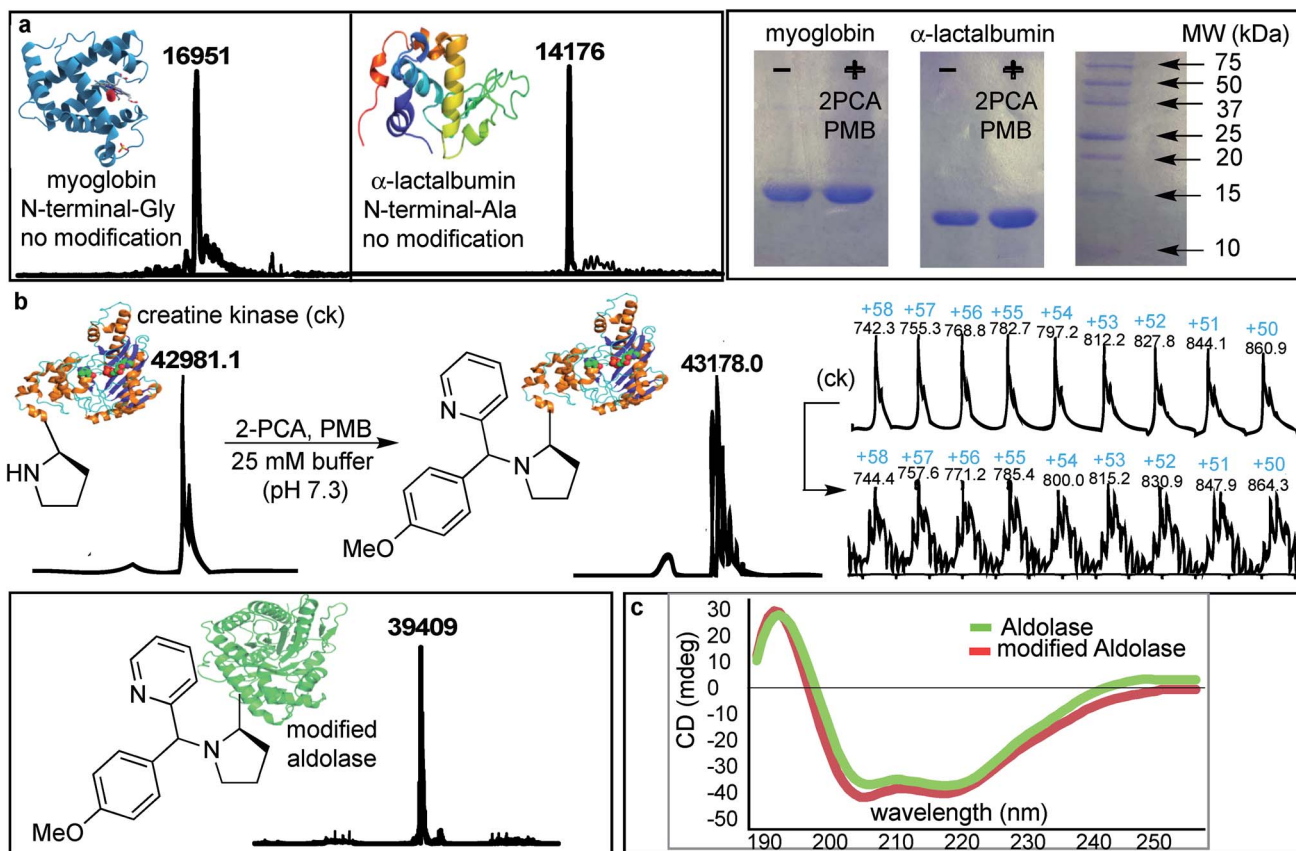 a
16951
myoglobin
N-terminal-Gly
no modification
14176
α-lactalbumin
N-terminal-Ala
no modification
myoglobin
α-lactalbumin
MW (kDa)
− + − +
2PCA
PMB
2PCA
PMB
75
50
37
25
20
15
10
b
creatine kinase (ck)
42981.1
HN
2-PCA, PMB
25 mM buffer
(pH 7.3)
43178.0
N
N
MeO
(ck)
+58 +57 +56 +55 +54 +53 +52 +51 +50
742.3 755.3 768.8 782.7 797.2 812.2 827.8 844.1 860.9
+58 +57 +56 +55 +54 +53 +52 +51 +50
744.4 757.6 771.2 785.4 800.0 815.2 830.9 847.9 864.3
39409
N
N
MeO
modified
aldolase
c
CD (mdeg)
30
20
10
0
-10
-20
-30
-40
-50
Aldolase
modified Aldolase
wavelength (nm)
190 200 210 220 230 240 250